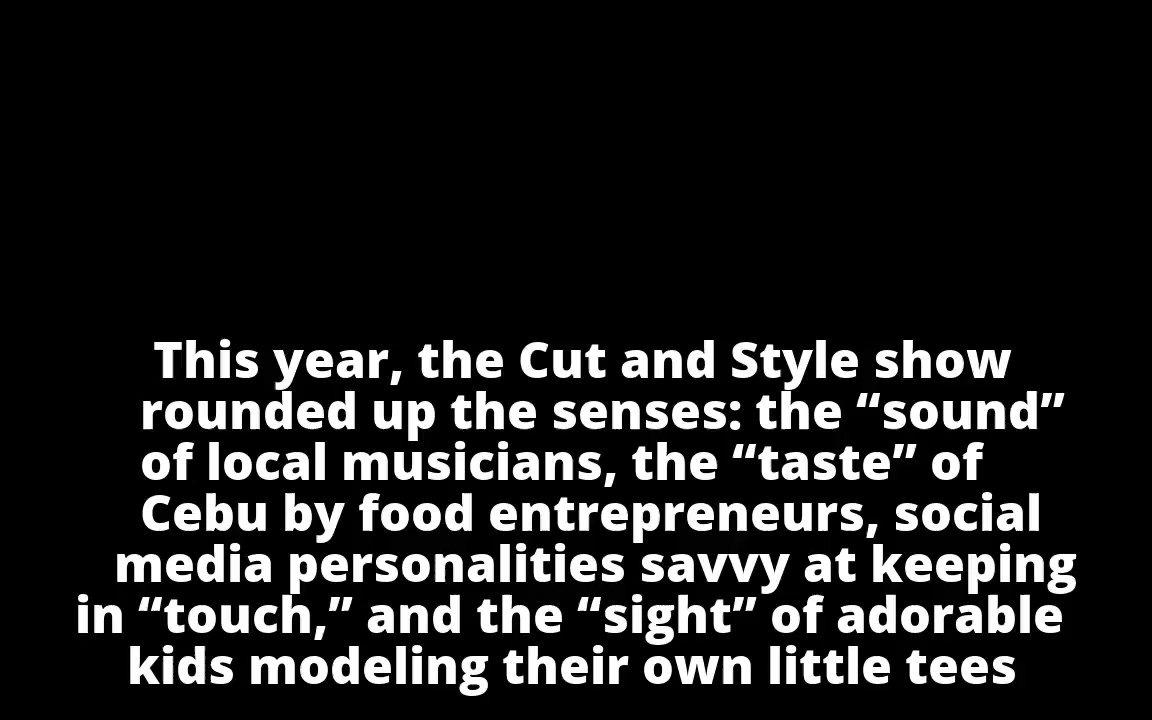 This year, the Cut and Style show
rounded up the senses: the “sound”
of local musicians, the “taste” of
Cebu by food entrepreneurs, social
media personalities savvy at keeping
in “touch,” and the “sight” of adorable
kids modeling their own little tees